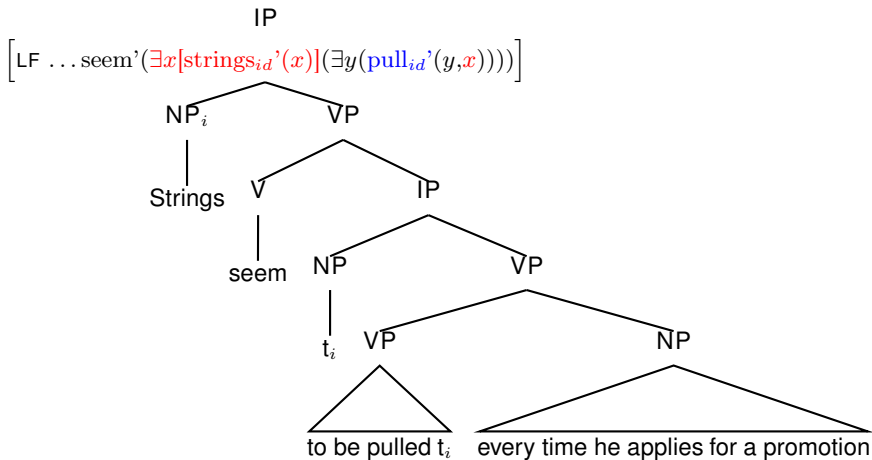 IP
[LF … seem’(∃x[strings_id’(x)](∃y(pull_id’(y,x))))]
NP_i VP
Strings V IP
seem NP VP
t_i VP NP
to be pulled t_i every time he applies for a promotion